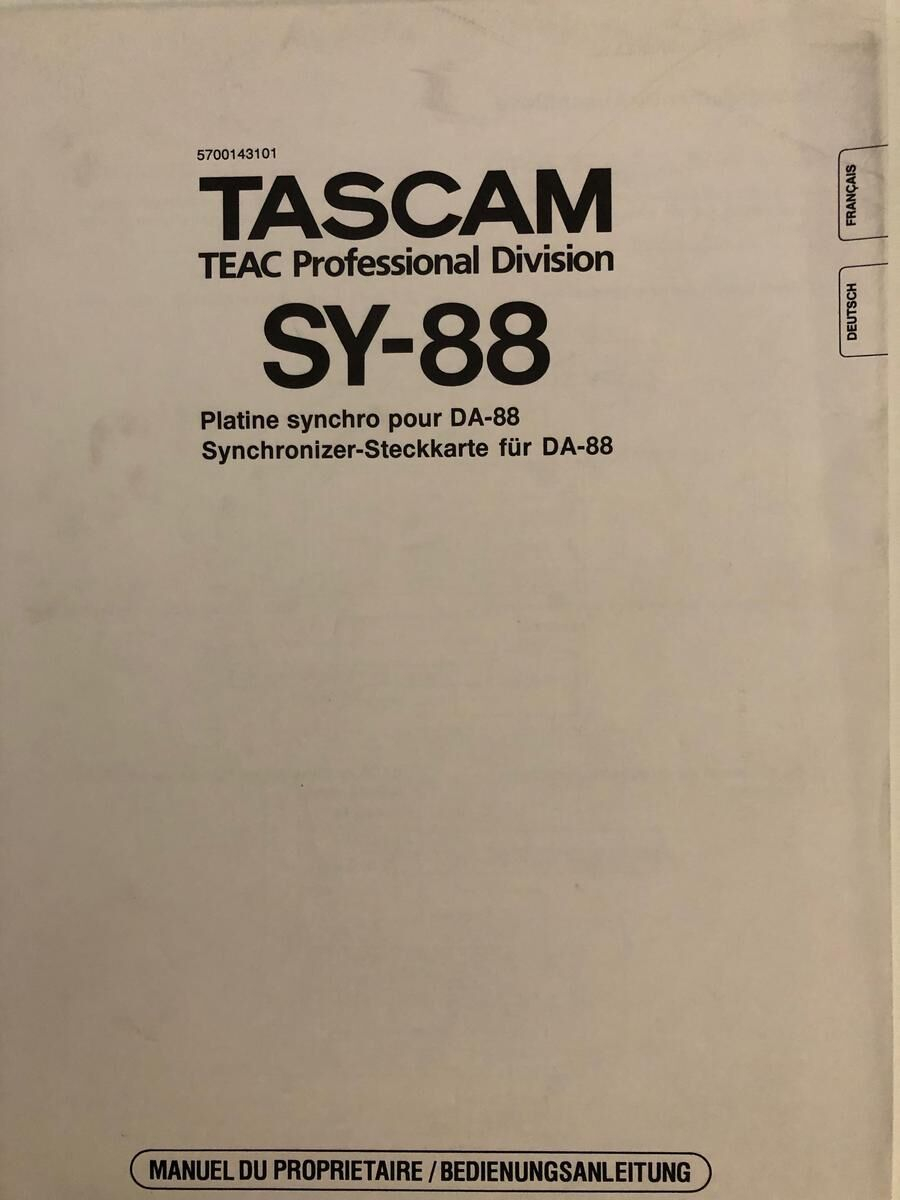 5700143101
TASCAM
TEAC Professional Division
SY-88
Platine synchro pour DA-88
Synchronizer-Steckkarte für DA-88
FRANÇAIS
DEUTSCH
MANUEL DU PROPRIETAIRE / BEDIENUNGSANLEITUNG